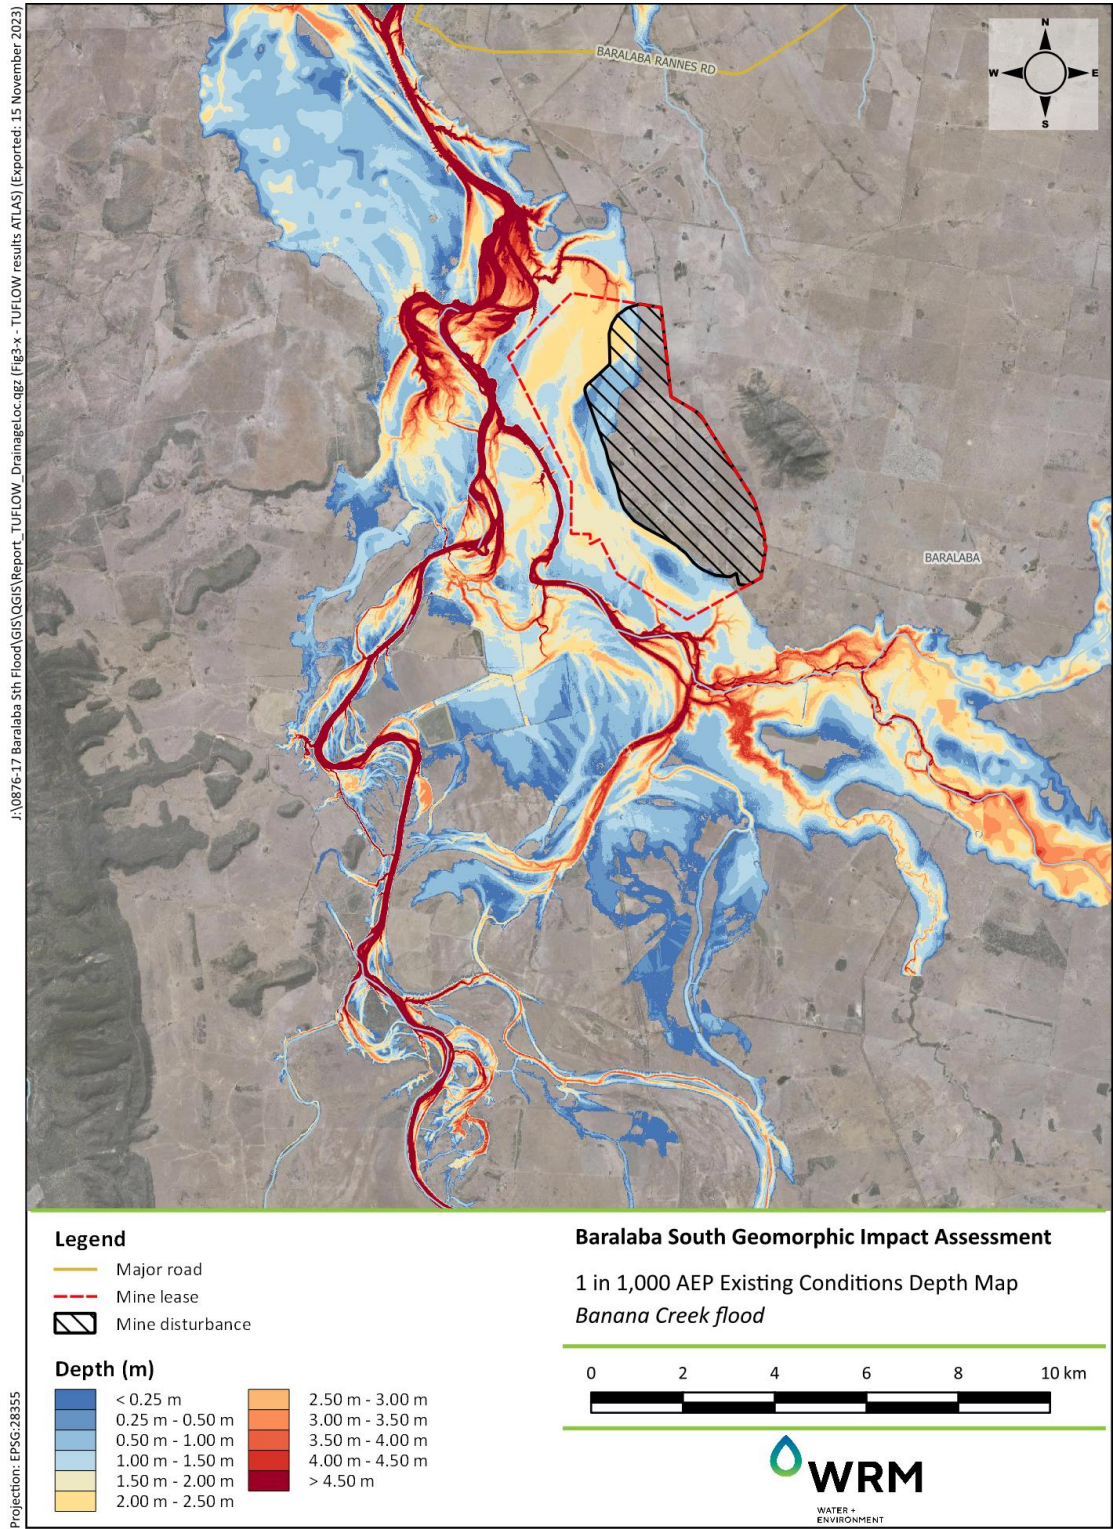 J:\0876-17 Baralaba Sth Flood\GIS\QGIS\Report_TUFLOW_DrainageLoc.qgz (Fig3-x - TUFLOW results ATLAS) (Exported: 15 November 2023)
Projection: EPSG:28355
BARALABA RANNES RD
N
W
E
S
BARALABA
Legend
Major road
Mine lease
Mine disturbance
Depth (m)
< 0.25 m
0.25 m - 0.50 m
0.50 m - 1.00 m
1.00 m - 1.50 m
1.50 m - 2.00 m
2.00 m - 2.50 m
2.50 m - 3.00 m
3.00 m - 3.50 m
3.50 m - 4.00 m
4.00 m - 4.50 m
> 4.50 m
Baralaba South Geomorphic Impact Assessment
1 in 1,000 AEP Existing Conditions Depth Map
Banana Creek flood
0 2 4 6 8 10 km
WRM
WATER +
ENVIRONMENT